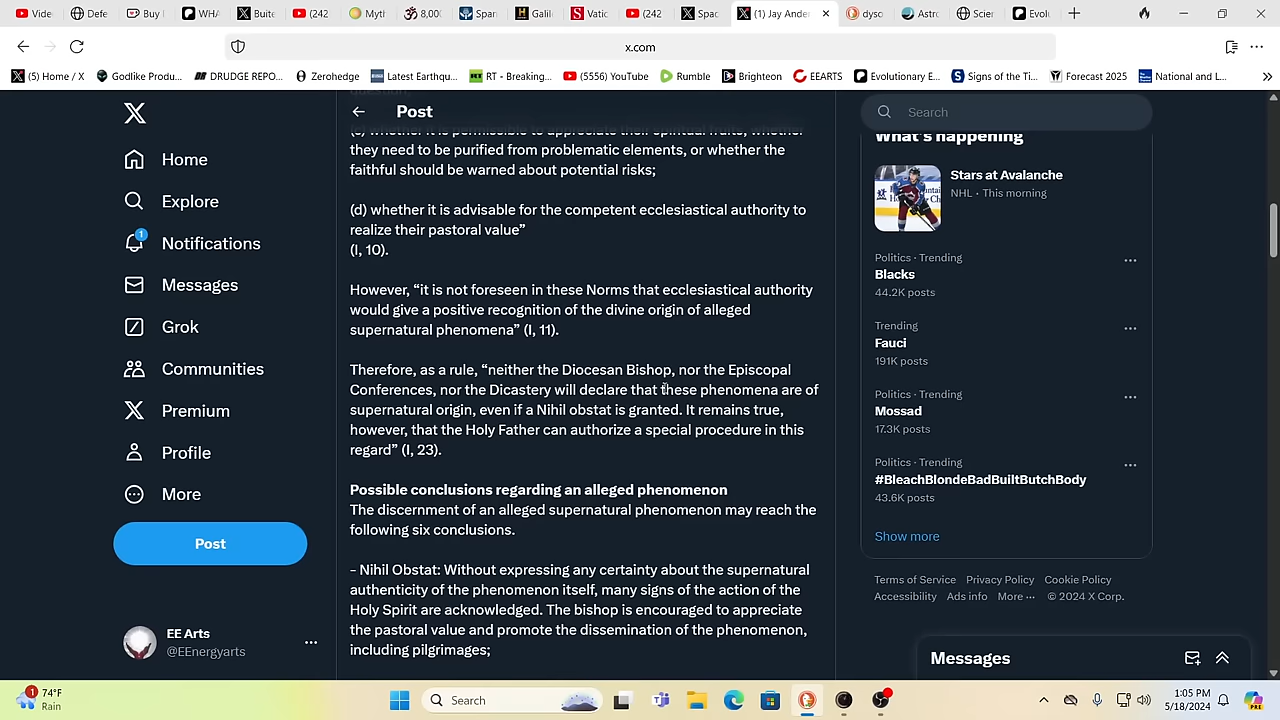 Video
(242
Defe
Buy I
WHA
Buite
(242
Myth
8,000
Span
Galil
Vatic
(242
Spac
(1) Jay Ander
dysc
Astro
Scien
Evolu
x.com
(5) Home / X
Godlike Produ...
DRUDGE REPO...
Zerohedge
Latest Earthqu...
RT - Breaking...
(5556) YouTube
Rumble
Brighteon
EEARTS
Evolutionary E...
Signs of the Ti...
Forecast 2025
National and L...
Home
Explore
1
Notifications
Messages
Grok
Communities
Premium
Profile
More
Post
EE Arts
@EEnergyarts
Post
question;
(c) whether it is permissible to appreciate their spiritual fruits, whether
they need to be purified from problematic elements, or whether the
faithful should be warned about potential risks;
(d) whether it is advisable for the competent ecclesiastical authority to
realize their pastoral value”
(I, 10).
However, “it is not foreseen in these Norms that ecclesiastical authority
would give a positive recognition of the divine origin of alleged
supernatural phenomena” (I, 11).
Therefore, as a rule, “neither the Diocesan Bishop, nor the Episcopal
Conferences, nor the Dicastery will declare that these phenomena are of
supernatural origin, even if a Nihil obstat is granted. It remains true,
however, that the Holy Father can authorize a special procedure in this
regard” (I, 23).
Possible conclusions regarding an alleged phenomenon
The discernment of an alleged supernatural phenomenon may reach the
following six conclusions.
- Nihil Obstat: Without expressing any certainty about the supernatural
authenticity of the phenomenon itself, many signs of the action of the
Holy Spirit are acknowledged. The bishop is encouraged to appreciate
the pastoral value and promote the dissemination of the phenomenon,
including pilgrimages;
Search
What’s happening
Stars at Avalanche
NHL · This morning
Politics · Trending
Blacks
44.2K posts
Trending
Fauci
191K posts
Politics · Trending
Mossad
17.3K posts
Politics · Trending
#BleachBlondeBadBuiltButchBody
43.6K posts
Show more
Terms of Service Privacy Policy Cookie Policy
Accessibility Ads info More ··· © 2024 X Corp.
Messages
1
74°F
Rain
Search
1:05 PM
5/18/2024
PRE